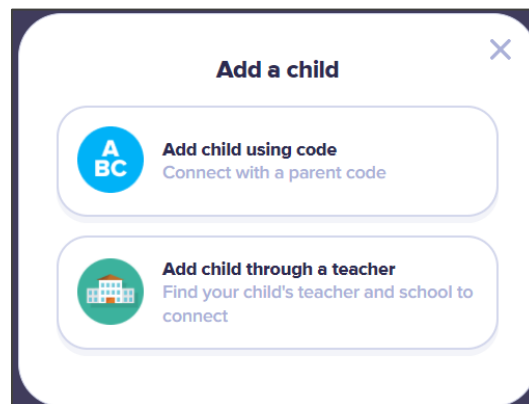 Add a child
A
BC
Add child using code
Connect with a parent code
Add child through a teacher
Find your child's teacher and school to
connect